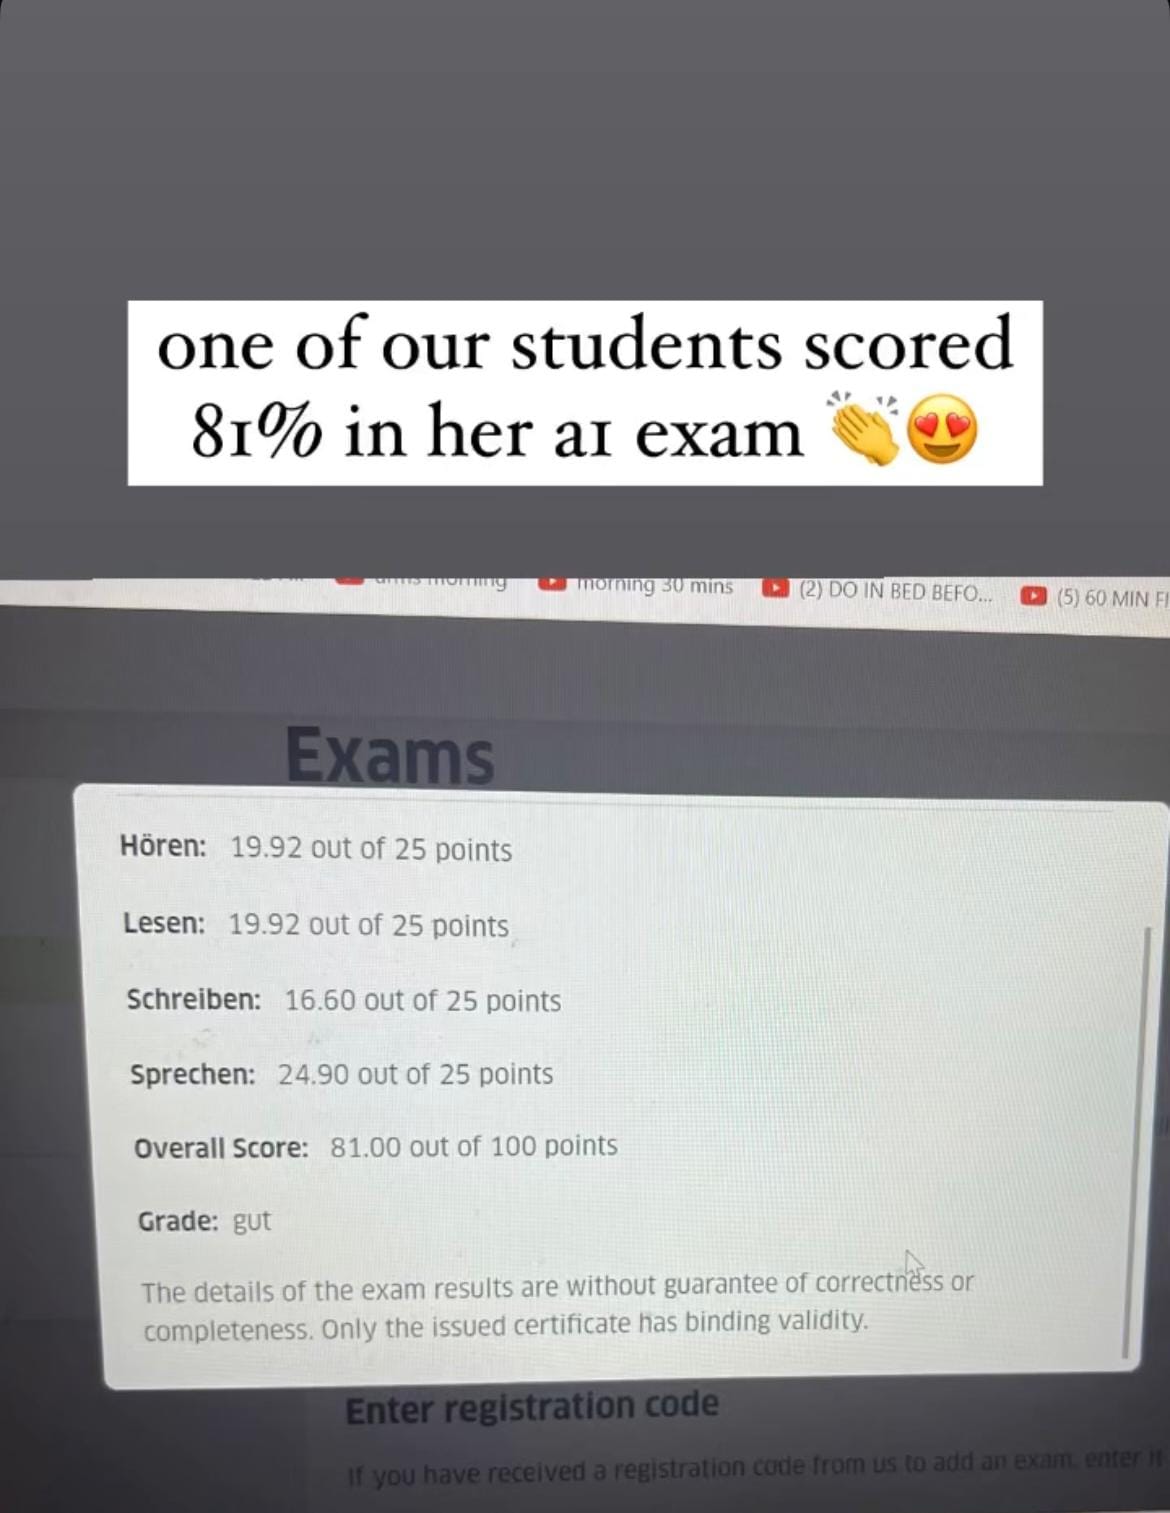 one of our students scored
81% in her a1 exam 👏😍
arms morning
morning 30 mins
(2) DO IN BED BEFO...
(5) 60 MIN FI
Exams
Hören: 19.92 out of 25 points
Lesen: 19.92 out of 25 points
Schreiben: 16.60 out of 25 points
Sprechen: 24.90 out of 25 points
Overall Score: 81.00 out of 100 points
Grade: gut
The details of the exam results are without guarantee of correctness or
completeness. Only the issued certificate has binding validity.
Enter registration code
If you have received a registration code from us to add an exam, enter it